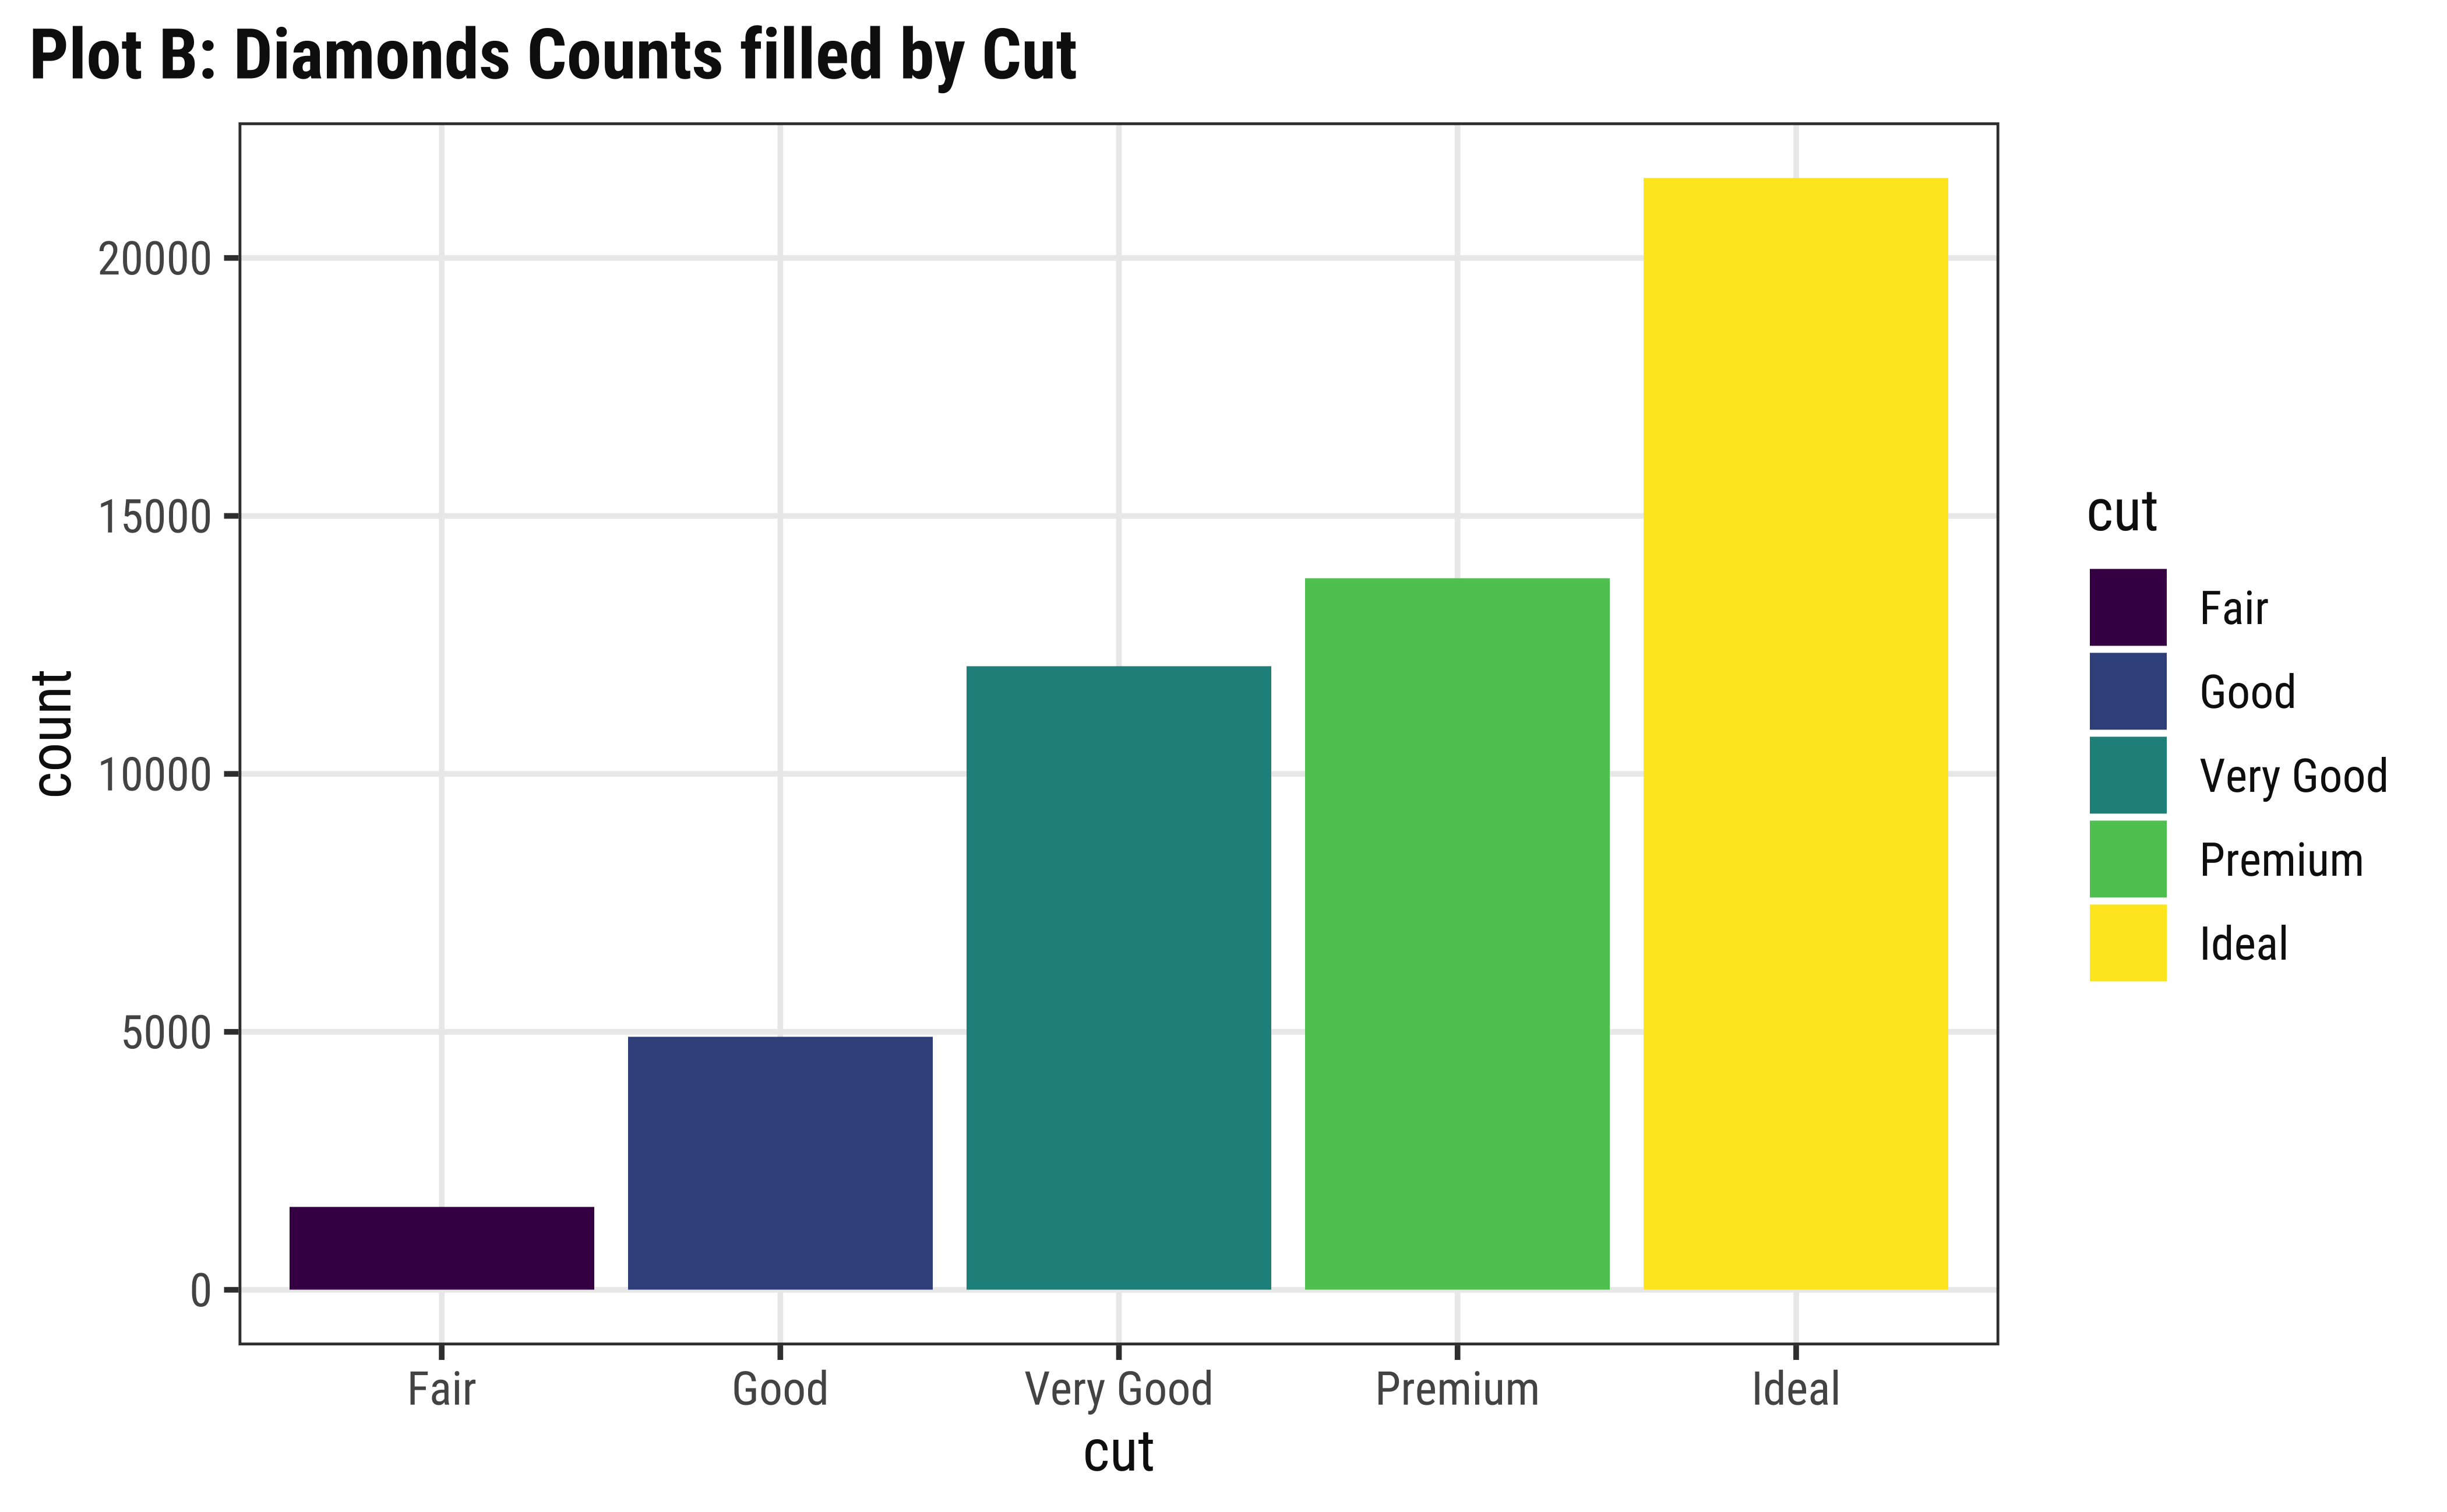 Plot B: Diamonds Counts filled by Cut
20000
15000
10000
5000
0
count
Fair
Good
Very Good
Premium
Ideal
cut
cut
Fair
Good
Very Good
Premium
Ideal